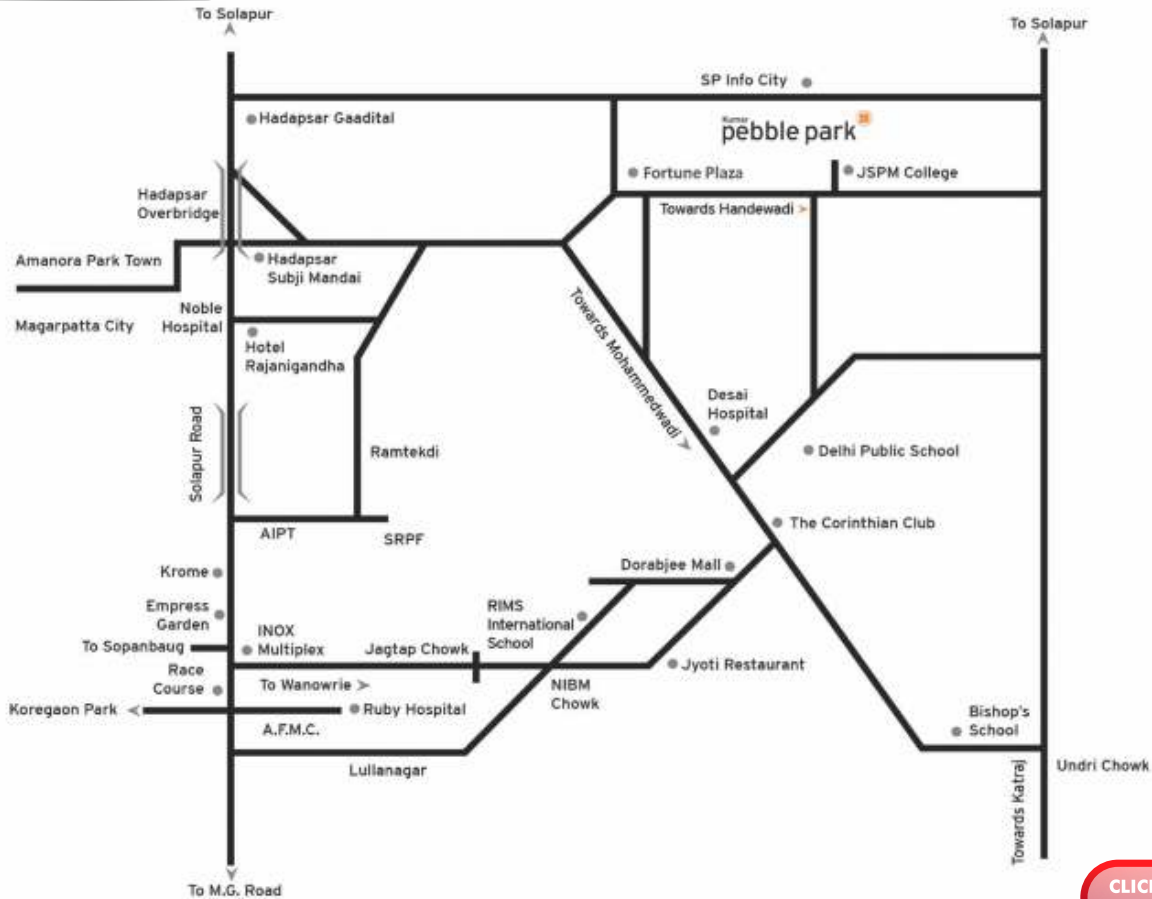 To Solapur
To Solapur
SP Info City
Hadapsar Gaadital
Kumar
pebble park
Fortune Plaza
JSPM College
Hadapsar
Overbridge
Towards Handewadi
Amanora Park Town
Hadapsar
Subji Mandai
Noble
Hospital
Magarpatta City
Hotel
Rajanigandha
Towards Mohammedwadi
Desai
Hospital
Solapur Road
Ramtekdi
Delhi Public School
AIPT
SRPF
The Corinthian Club
Krome
Dorabjee Mall
Empress
Garden
RIMS
International
School
INOX
Multiplex
To Sopanbaug
Jagtap Chowk
Jyoti Restaurant
Race
Course
To Wanowrie
NIBM
Chowk
Koregaon Park
Ruby Hospital
A.F.M.C.
Bishop's
School
Lullanagar
Undri Chowk
Towards Katraj
To M.G. Road